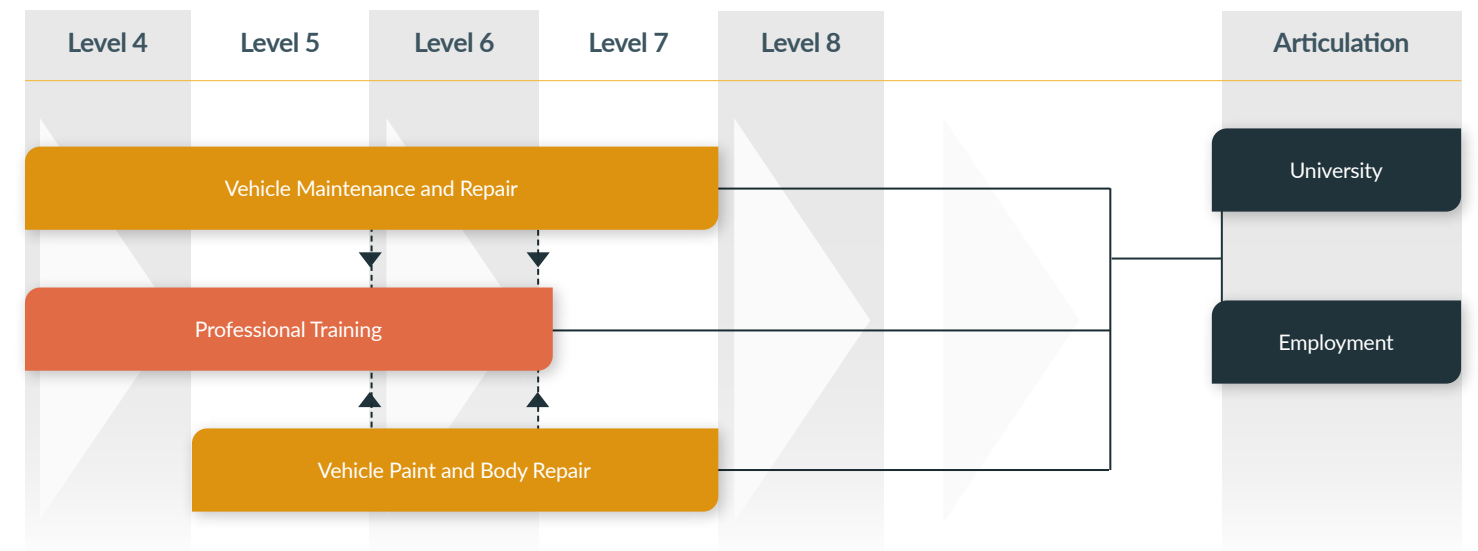 Level 4
Level 5
Level 6
Level 7
Level 8
Articulation
Vehicle Maintenance and Repair
University
Professional Training
Employment
Vehicle Paint and Body Repair